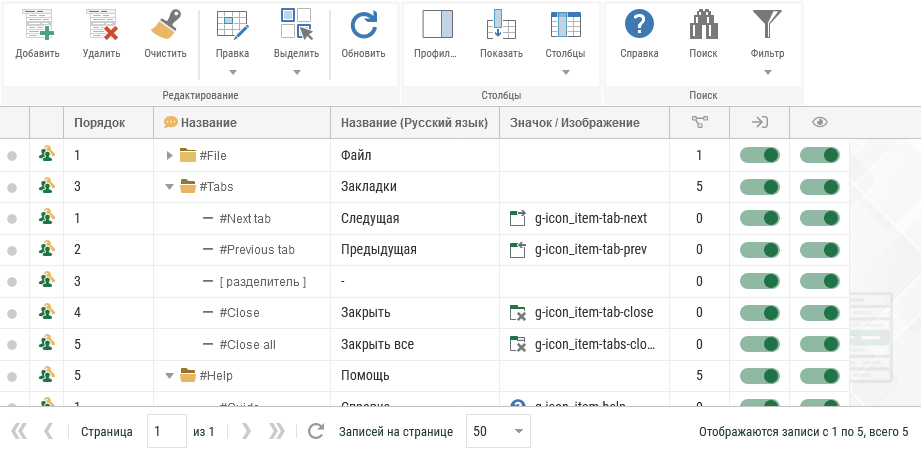 Добавить Удалить Очистить Правка Выделить Обновить Профил... Показать Столбцы Справка Поиск Фильтр
Редактирование Столбцы Поиск
Порядок Название Название (Русский язык) Значок / Изображение
1 #File Файл 1
3 #Tabs Закладки 5
1 #Next tab Следущая g-icon_item-tab-next 0
2 #Previous tab Предыдущая g-icon_item-tab-prev 0
3 [ разделитель ] - 0
4 #Close Закрыть g-icon_item-tab-close 0
5 #Close all Закрыть все g-icon_item-tabs-clo... 0
5 #Help Помощь 5
1 #Guide Справка g-icon_item-help 0
Страница 1 из 1 Записей на странице 50 Отображаются записи с 1 по 5, всего 5